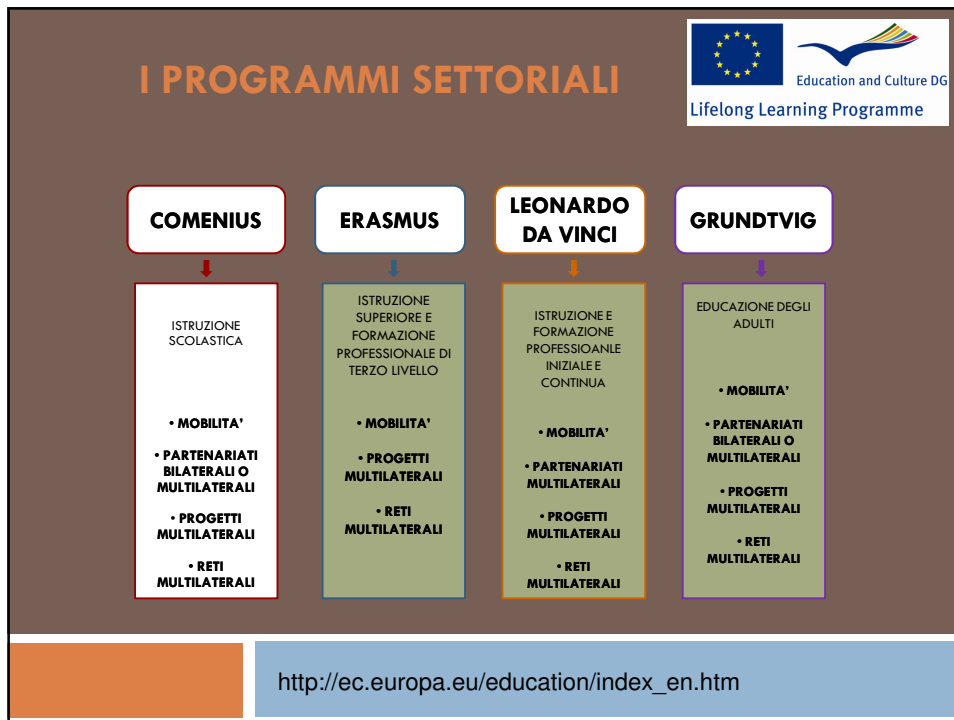 I PROGRAMMI SETTORIALI
Education and Culture DG
Lifelong Learning Programme
COMENIUS
ISTRUZIONE
SCOLASTICA
• MOBILITA’
• PARTENARIATI
BILATERALI O
MULTILATERALI
• PROGETTI
MULTILATERALI
• RETI
MULTILATERALI
ERASMUS
ISTRUZIONE
SUPERIORE E
FORMAZIONE
PROFESSIONALE DI
TERZO LIVELLO
• MOBILITA’
• PROGETTI
MULTILATERALI
• RETI
MULTILATERALI
LEONARDO
DA VINCI
ISTRUZIONE E
FORMAZIONE
PROFESSIOANLE
INIZIALE E
CONTINUA
• MOBILITA’
• PARTENARIATI
MULTILATERALI
• PROGETTI
MULTILATERALI
• RETI
MULTILATERALI
GRUNDTVIG
EDUCAZIONE DEGLI
ADULTI
• MOBILITA’
• PARTENARIATI
BILATERALI O
MULTILATERALI
• PROGETTI
MULTILATERALI
• RETI
MULTILATERALI
http://ec.europa.eu/education/index_en.htm